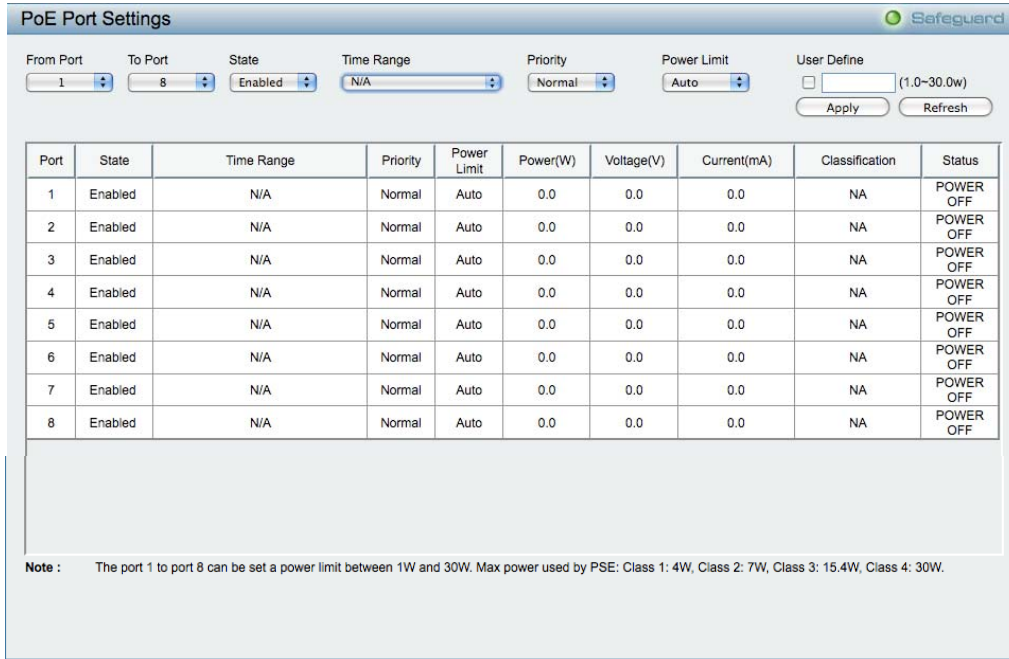 PoE Port Settings
Safeguard
From Port To Port State Time Range Priority Power Limit User Define
1 8 Enabled N/A Normal Auto (1.0~30.0w)
Apply Refresh
Port State Time Range Priority Power Limit Power(W) Voltage(V) Current(mA) Classification Status
1 Enabled N/A Normal Auto 0.0 0.0 0.0 NA POWER OFF
2 Enabled N/A Normal Auto 0.0 0.0 0.0 NA POWER OFF
3 Enabled N/A Normal Auto 0.0 0.0 0.0 NA POWER OFF
4 Enabled N/A Normal Auto 0.0 0.0 0.0 NA POWER OFF
5 Enabled N/A Normal Auto 0.0 0.0 0.0 NA POWER OFF
6 Enabled N/A Normal Auto 0.0 0.0 0.0 NA POWER OFF
7 Enabled N/A Normal Auto 0.0 0.0 0.0 NA POWER OFF
8 Enabled N/A Normal Auto 0.0 0.0 0.0 NA POWER OFF
Note : The port 1 to port 8 can be set a power limit between 1W and 30W. Max power used by PSE: Class 1: 4W, Class 2: 7W, Class 3: 15.4W, Class 4: 30W.